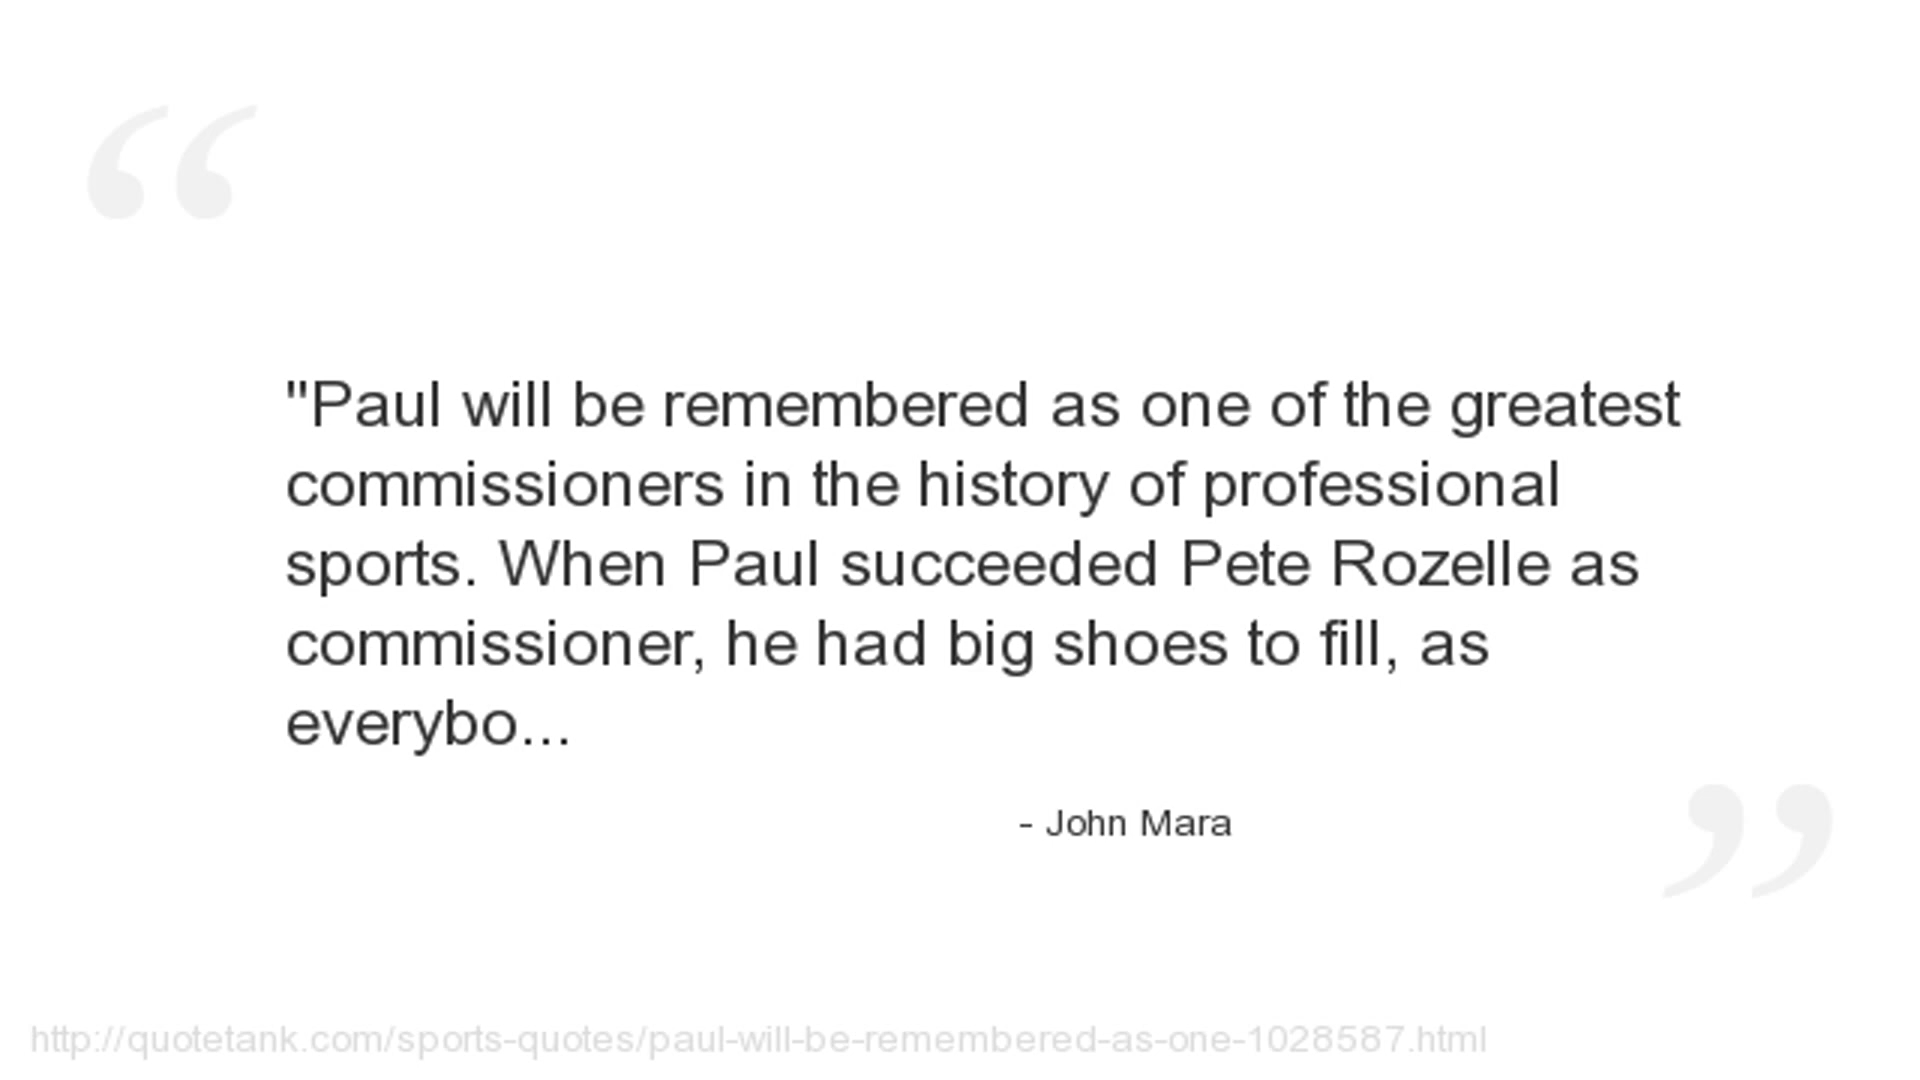 "Paul will be remembered as one of the greatest
commissioners in the history of professional
sports. When Paul succeeded Pete Rozelle as
commissioner, he had big shoes to fill, as
everybo...
- John Mara
http://quotetank.com/sports-quotes/paul-will-be-remembered-as-one-1028587.html